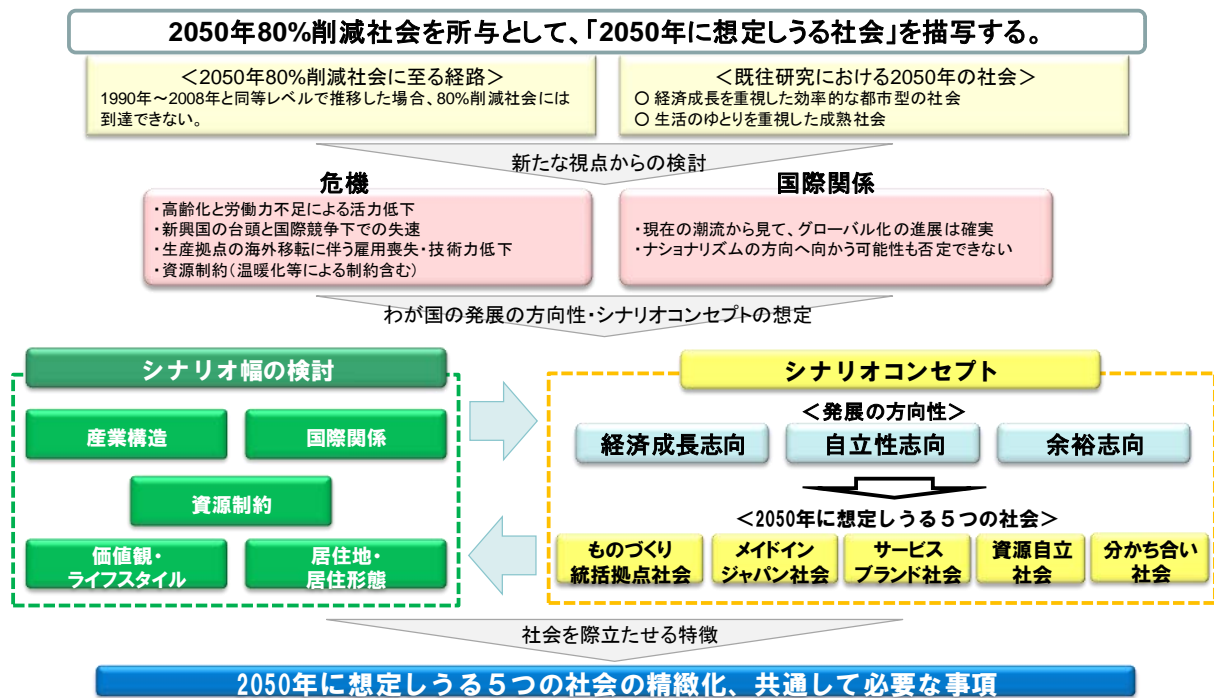 2050年80%削減社会を所与として、「2050年に想定しうる社会」を描写する。
＜2050年80%削減社会に至る経路＞
1990年～2008年と同等レベルで推移した場合、80%削減社会には
到達できない。
＜既往研究における2050年の社会＞
○ 経済成長を重視した効率的な都市型の社会
○ 生活のゆとりを重視した成熟社会
新たな視点からの検討
危機
・高齢化と労働力不足による活力低下
・新興国の台頭と国際競争下での失速
・生産拠点の海外移転に伴う雇用喪失・技術力低下
・資源制約（温暖化等による制約含む）
国際関係
・現在の潮流から見て、グローバル化の進展は確実
・ナショナリズムの方向へ向かう可能性も否定できない
わが国の発展の方向性・シナリオコンセプトの想定
シナリオ幅の検討
産業構造
国際関係
資源制約
価値観・
ライフスタイル
居住地・
居住形態
シナリオコンセプト
＜発展の方向性＞
経済成長志向
自立性志向
余裕志向
＜2050年に想定しうる５つの社会＞
ものづくり
統括拠点社会
メイドイン
ジャパン社会
サービス
ブランド社会
資源自立
社会
分かち合い
社会
社会を際立たせる特徴
2050年に想定しうる５つの社会の精緻化、共通して必要な事項